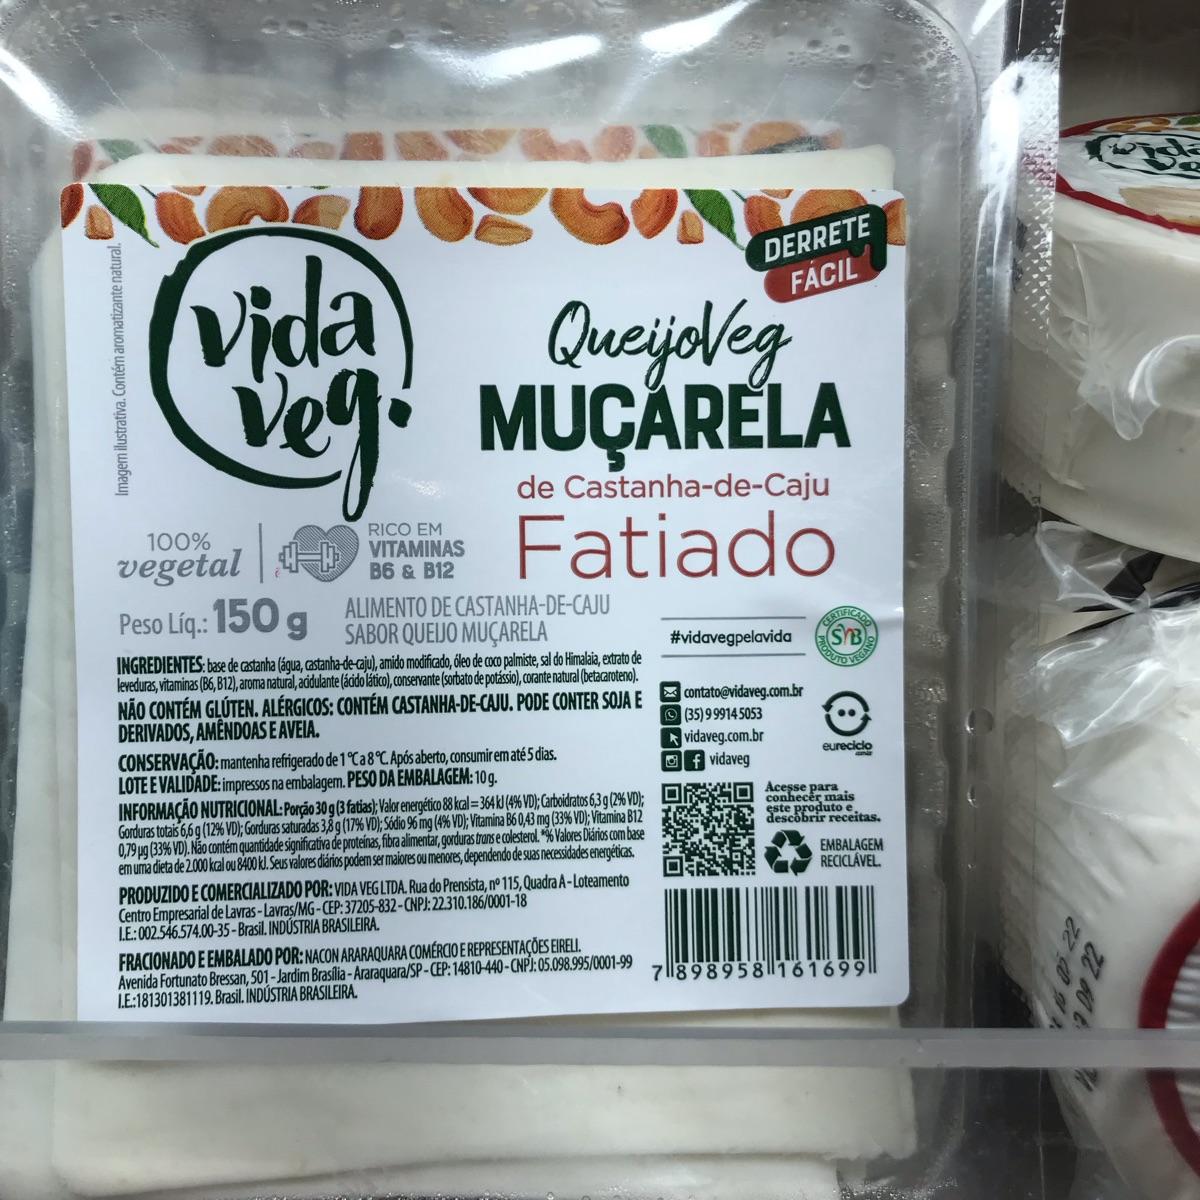 DERRETE
FÁCIL
Imagem ilustrativa. Contém aromatizante natural.
vida
veg.
QueijoVeg
MUÇARELA
de Castanha-de-Caju
Fatiado
100%
vegetal
RICO EM
VITAMINAS
B6 & B12
Peso Líq.: 150 g
ALIMENTO DE CASTANHA-DE-CAJU
SABOR QUEIJO MUÇARELA
INGREDIENTES: base de castanha (água, castanha-de-caju), amido modificado, óleo de coco palmiste, sal do Himalaia, extrato de
leveduras, vitaminas (B6, B12), aroma natural, acidulante (ácido lático), conservante (sorbato de potássio), corante natural (betacaroteno).
NÃO CONTÉM GLÚTEN. ALÉRGICOS: CONTÉM CASTANHA-DE-CAJU. PODE CONTER SOJA E
DERIVADOS, AMÊNDOAS E AVEIA.
CONSERVAÇÃO: mantenha refrigerado de 1 °C a 8 °C. Após aberto, consumir em até 5 dias.
LOTE E VALIDADE: impressos na embalagem. PESO DA EMBALAGEM: 10 g.
INFORMAÇÃO NUTRICIONAL: Porção 30 g (3 fatias); Valor energético 88 kcal = 364 kJ (4% VD); Carboidratos 6,3 g (2% VD);
Gorduras totais 6,6 g (12% VD); Gorduras saturadas 3,8 g (17% VD); Sódio 96 mg (4% VD); Vitamina B6 0,43 mg (33% VD); Vitamina B12
0,79 µg (33% VD). Não contém quantidade significativa de proteínas, fibra alimentar, gorduras trans e colesterol. *% Valores Diários com base
em uma dieta de 2.000 kcal ou 8400 kJ. Seus valores diários podem ser maiores ou menores, dependendo de suas necessidades energéticas.
PRODUZIDO E COMERCIALIZADO POR: VIDA VEG LTDA. Rua do Prensista, nº 115, Quadra A - Loteamento
Centro Empresarial de Lavras - Lavras/MG - CEP: 37205-832 - CNPJ: 22.310.186/0001-18
I.E.: 002.546.574.00-35 - Brasil. INDÚSTRIA BRASILEIRA.
FRACIONADO E EMBALADO POR: NACON ARARAQUARA COMÉRCIO E REPRESENTAÇÕES EIRELI.
Avenida Fortunato Bressan, 501 - Jardim Brasília - Araraquara/SP - CEP: 14810-440 - CNPJ: 05.098.995/0001-99
I.E.:181301381119. Brasil. INDÚSTRIA BRASILEIRA.
#vidavegpelavida
CERTIFICADO
SVB
PRODUTO VEGANO
contato@vidaveg.com.br
(35) 9 9914 5053
vidaveg.com.br
vidaveg
eureciclo
Acesse para
conhecer mais
este produto e
descobrir receitas.
EMBALAGEM
RECICLÁVEL.
7 898958 161699
vida